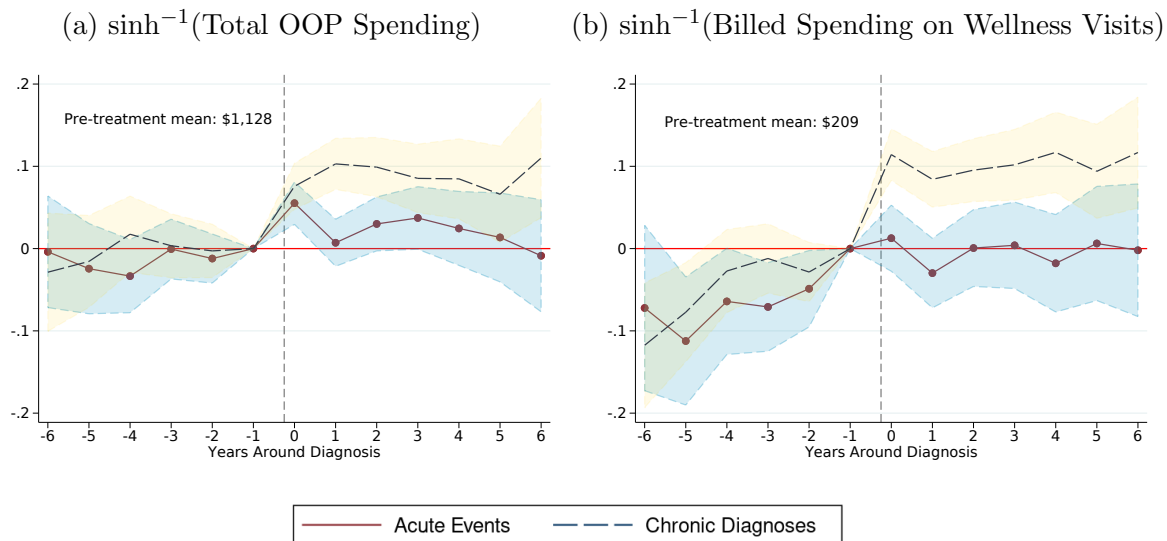 (a) sinh⁻¹(Total OOP Spending)
(b) sinh⁻¹(Billed Spending on Wellness Visits)
.2
.1
0
-.1
-.2
Pre-treatment mean: $1,128
-6 -5 -4 -3 -2 -1 0 1 2 3 4 5 6
Years Around Diagnosis
.2
.1
0
-.1
-.2
Pre-treatment mean: $209
-6 -5 -4 -3 -2 -1 0 1 2 3 4 5 6
Years Around Diagnosis
Acute Events
Chronic Diagnoses